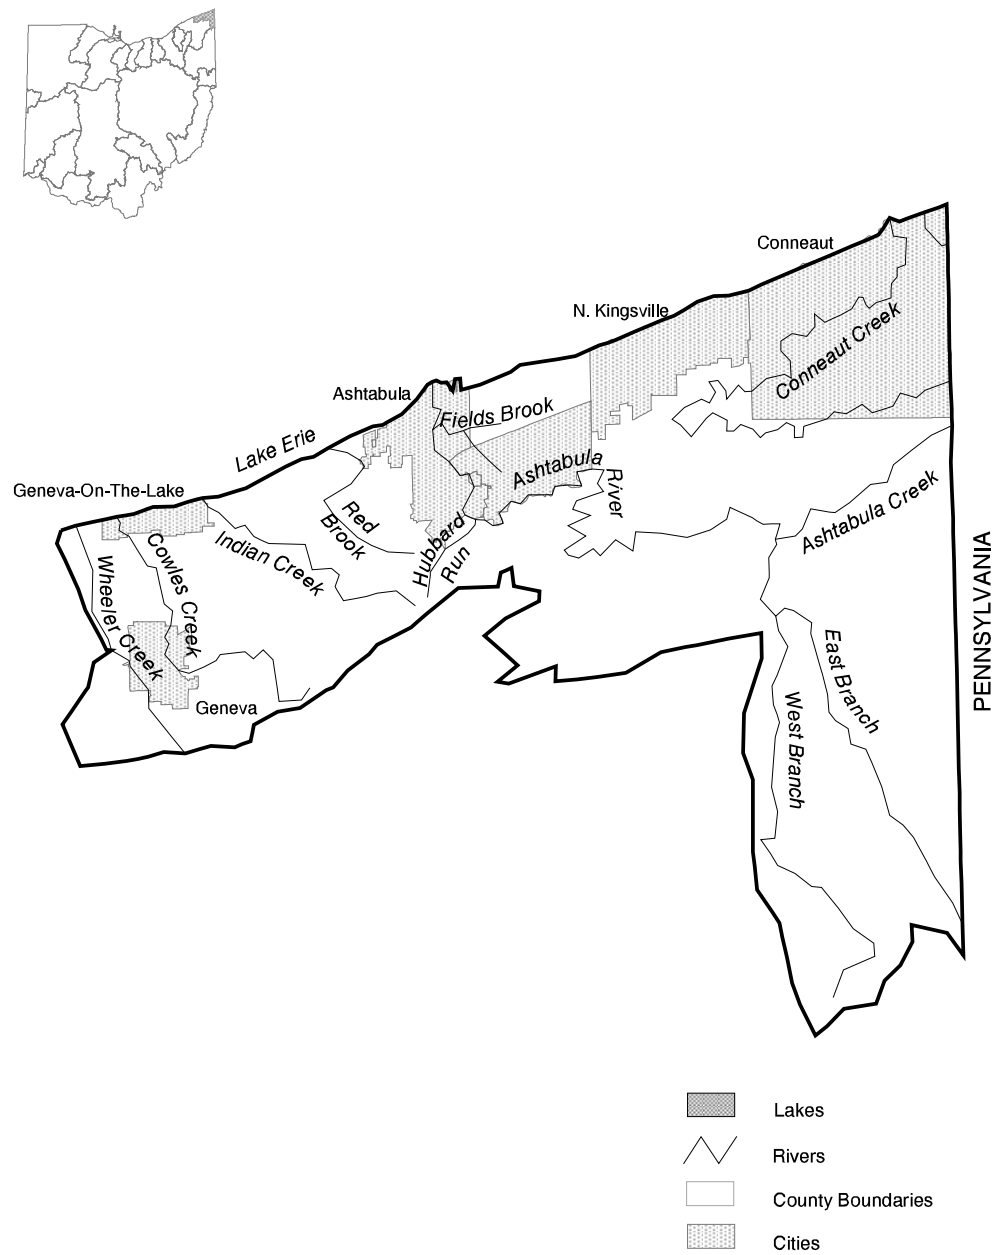 Conneaut
N. Kingsville
Conneaut Creek
Ashtabula
Fields Brook
Lake Erie
Ashtabula
River
Geneva-On-The-Lake
Red
Brook
Ashtabula Creek
Hubbard
Run
Indian Creek
Cowles Creek
Wheeler Creek
PENNSYLVANIA
East Branch
West Branch
Geneva
Lakes
Rivers
County Boundaries
Cities